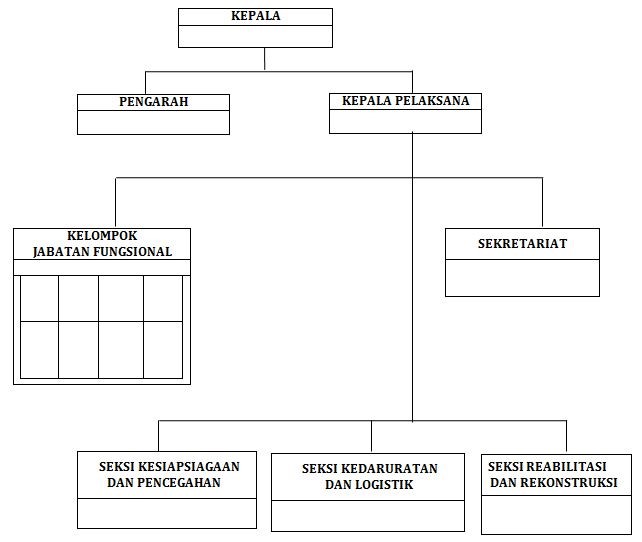 KEPALA
PENGARAH
KEPALA PELAKSANA
KELOMPOK
JABATAN FUNGSIONAL
SEKRETARIAT
SEKSI KESIAPSIAGAAN
DAN PENCEGAHAN
SEKSI KEDARURATAN
DAN LOGISTIK
SEKSI REABILITASI
DAN REKONSTRUKSI